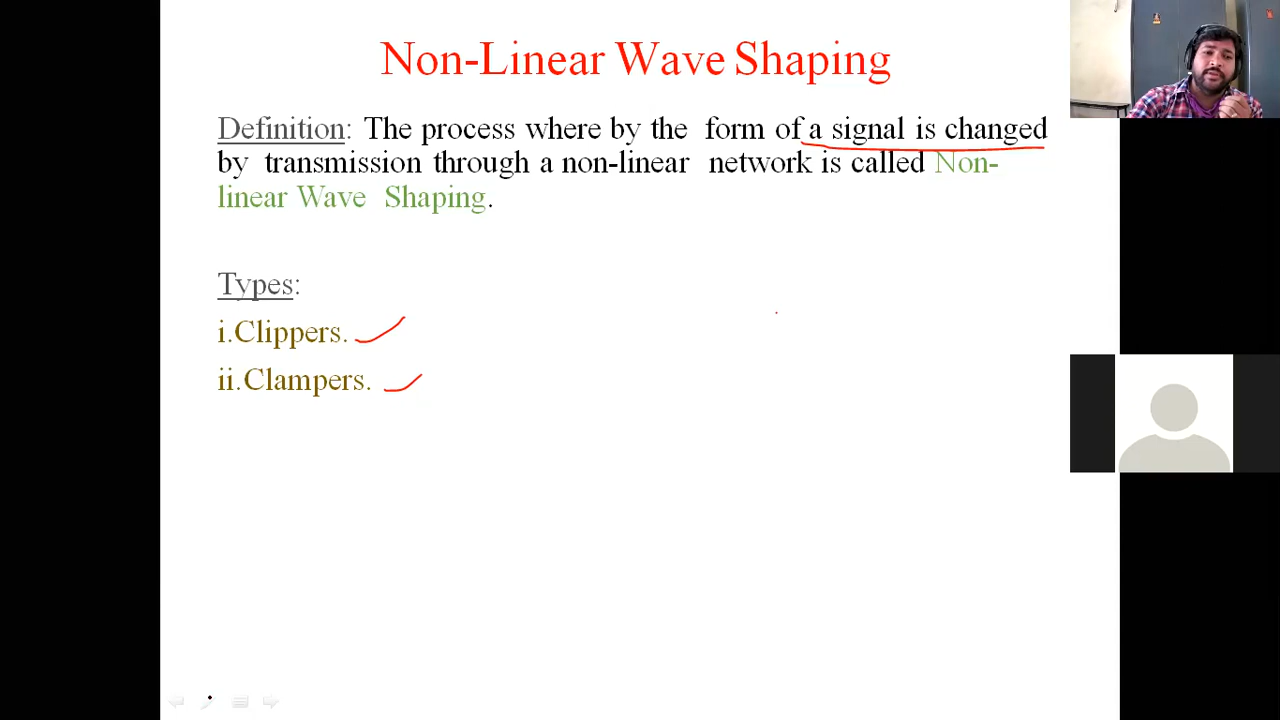 Non-Linear Wave Shaping
Definition: The process where by the form of a signal is changed
by transmission through a non-linear network is called Non-
linear Wave Shaping.
Types:
i.Clippers.
ii.Clampers.